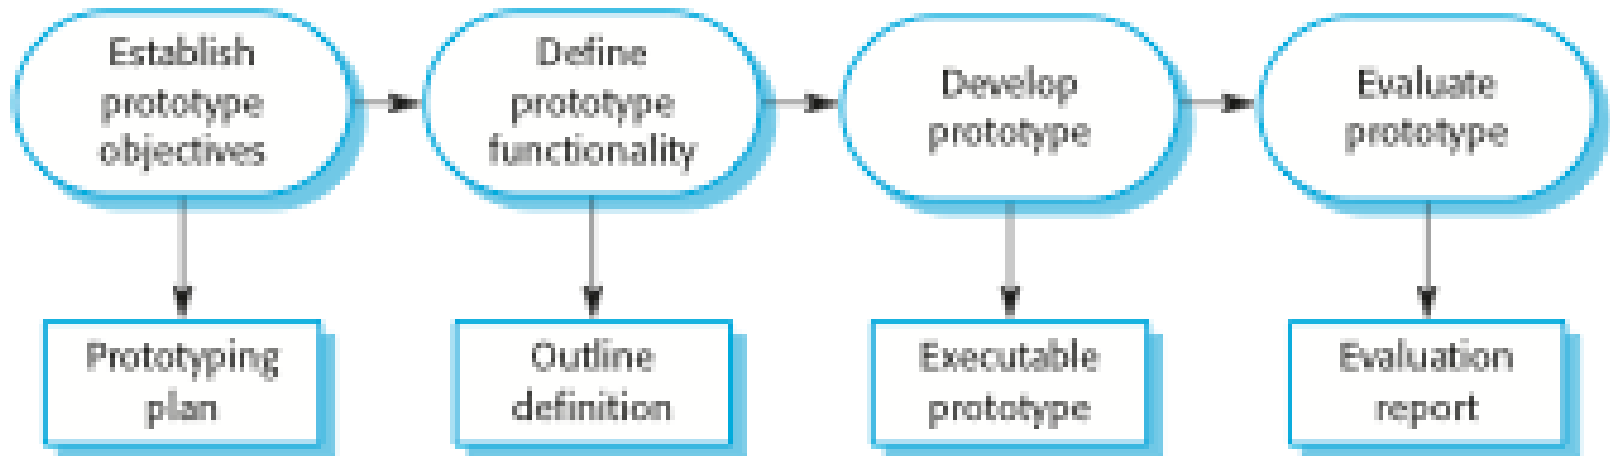 Establish
prototype
objectives
Define
prototype
functionality
Develop
prototype
Evaluate
prototype
Prototyping
plan
Outline
definition
Executable
prototype
Evaluation
report